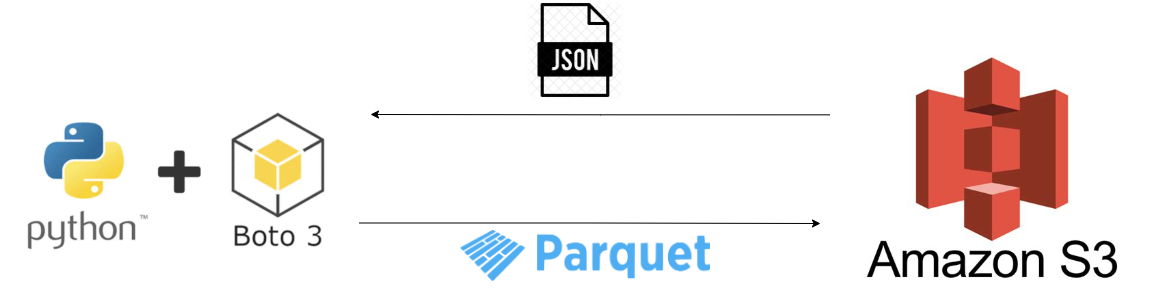 JSON
python™
Boto 3
Parquet
Amazon S3